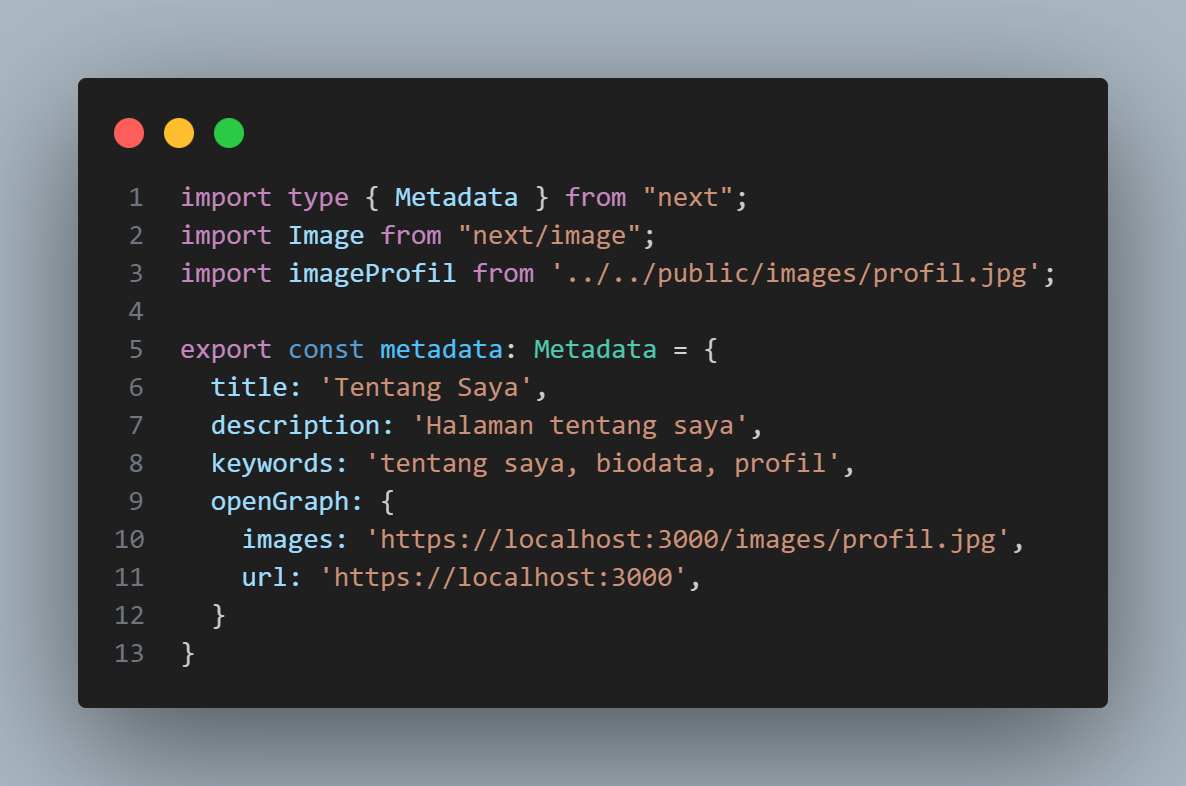 1 import type { Metadata } from "next";
2 import Image from "next/image";
3 import imageProfil from '../../public/images/profil.jpg';
4
5 export const metadata: Metadata = {
6   title: 'Tentang Saya',
7   description: 'Halaman tentang saya',
8   keywords: 'tentang saya, biodata, profil',
9   openGraph: {
10     images: 'https://localhost:3000/images/profil.jpg',
11     url: 'https://localhost:3000',
12   }
13 }